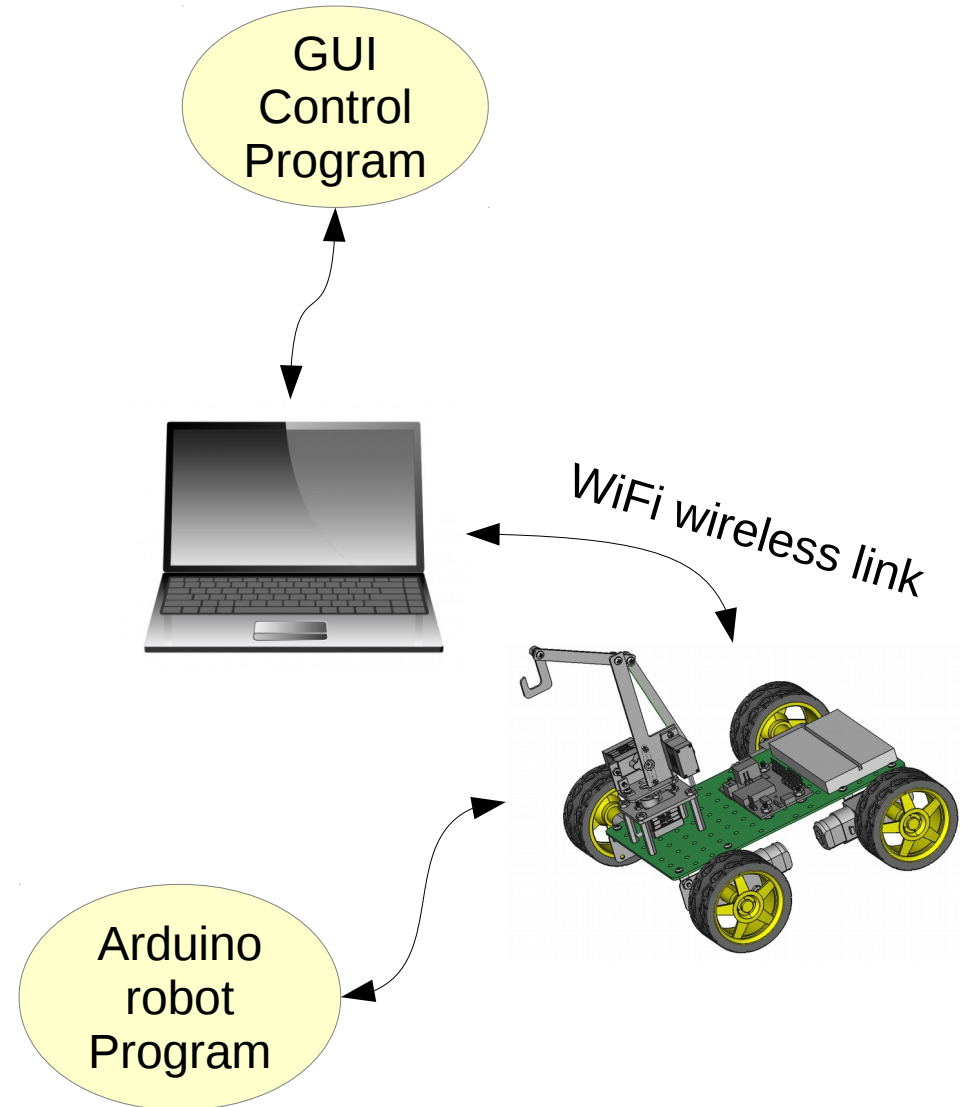 GUI
Control
Program
WiFi wireless link
Arduino
robot
Program